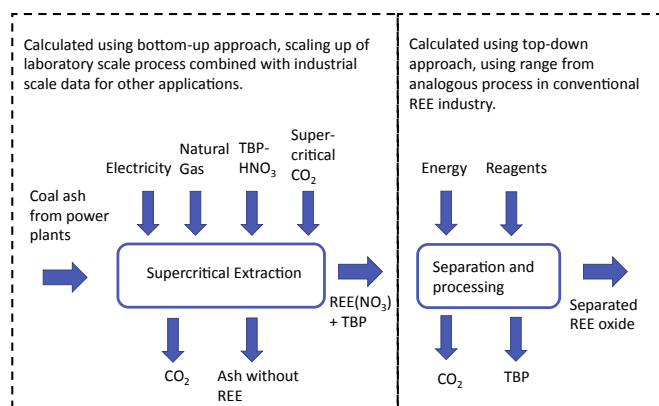 Calculated using bottom-up approach, scaling up of
laboratory scale process combined with industrial
scale data for other applications.
Calculated using top-down
approach, using range from
analogous process in conventional
REE industry.
Electricity
Natural
Gas
TBP-
HNO₃
Super-
critical
CO₂
Energy
Reagents
Coal ash
from power
plants
Supercritical Extraction
REE(NO₃)
+ TBP
Separation and
processing
Separated
REE oxide
CO₂
Ash without
REE
CO₂
TBP